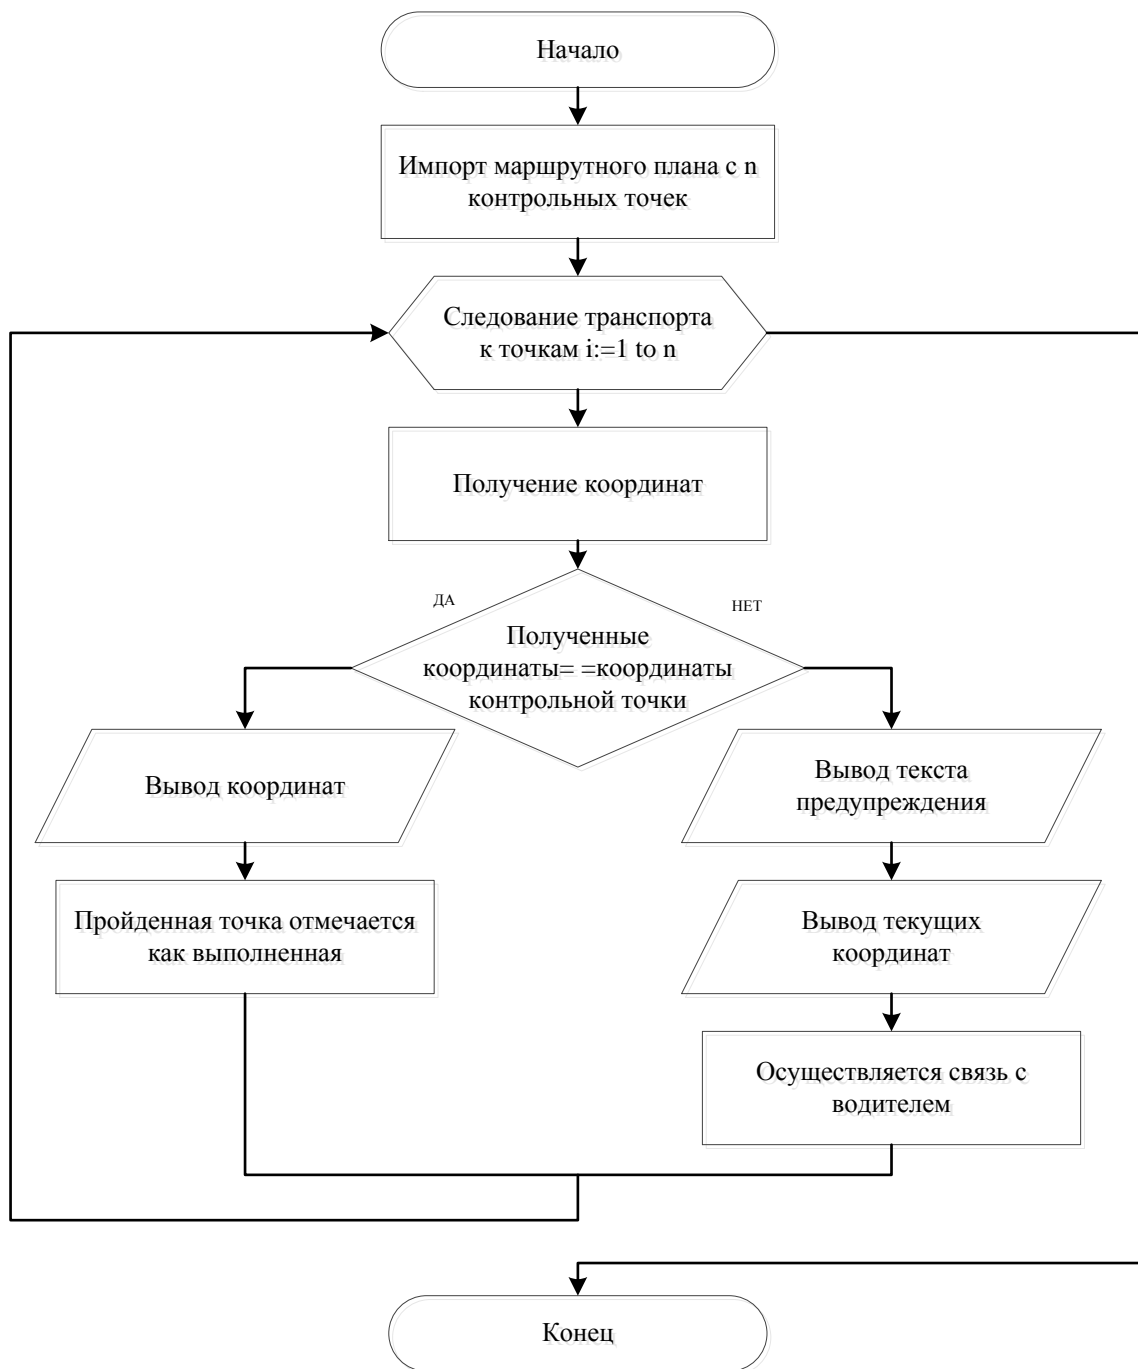 Начало
Импорт маршрутного плана с n
контрольных точек
Следование транспорта
к точкам i:=1 to n
Получение координат
ДА
НЕТ
Полученные
координаты= =координаты
контрольной точки
Вывод координат
Вывод текста
предупреждения
Пройденная точка отмечается
как выполненная
Вывод текущих
координат
Осуществляется связь с
водителем
Конец